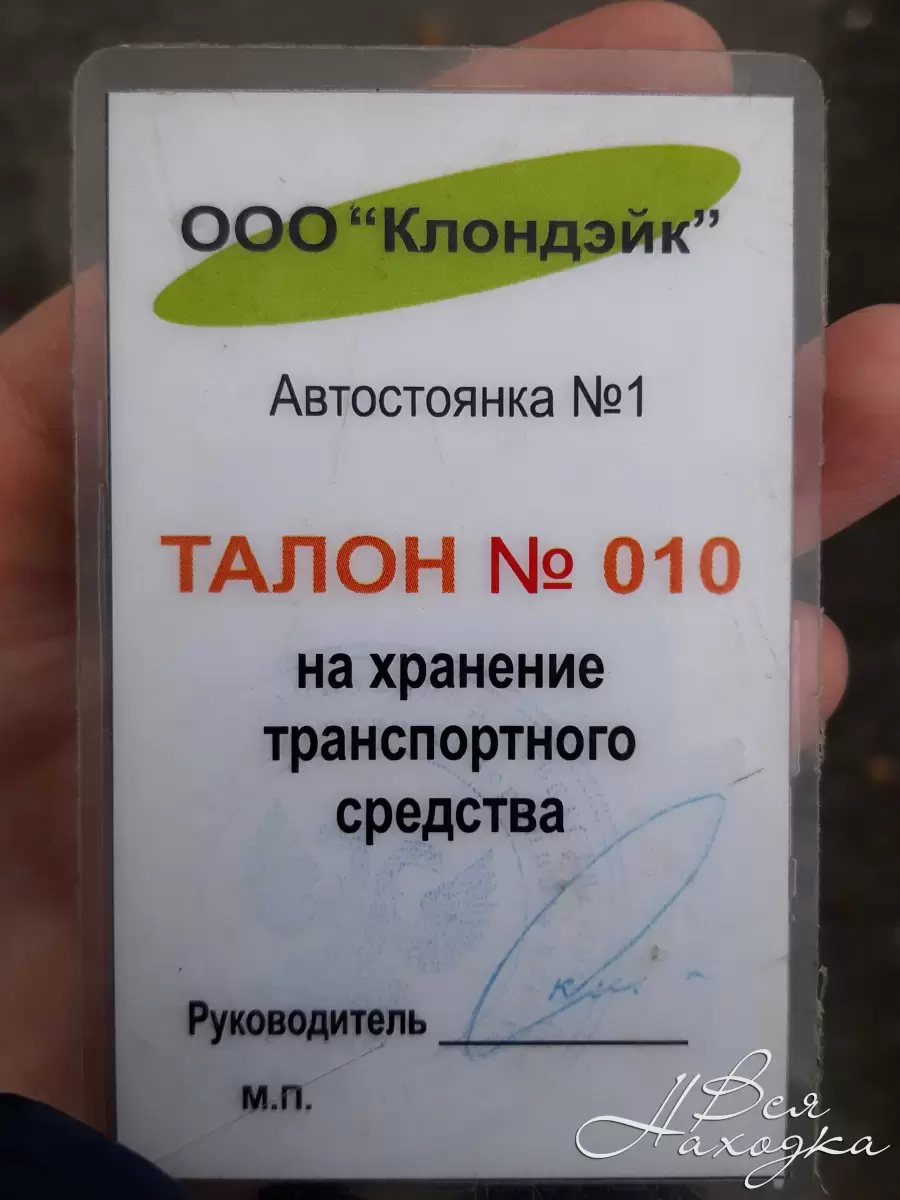 ООО “Клондэйк”
Автостоянка №1
ТАЛОН № 010
на хранение
транспортного
средства
Руководитель
М.П.
Вся
Находка